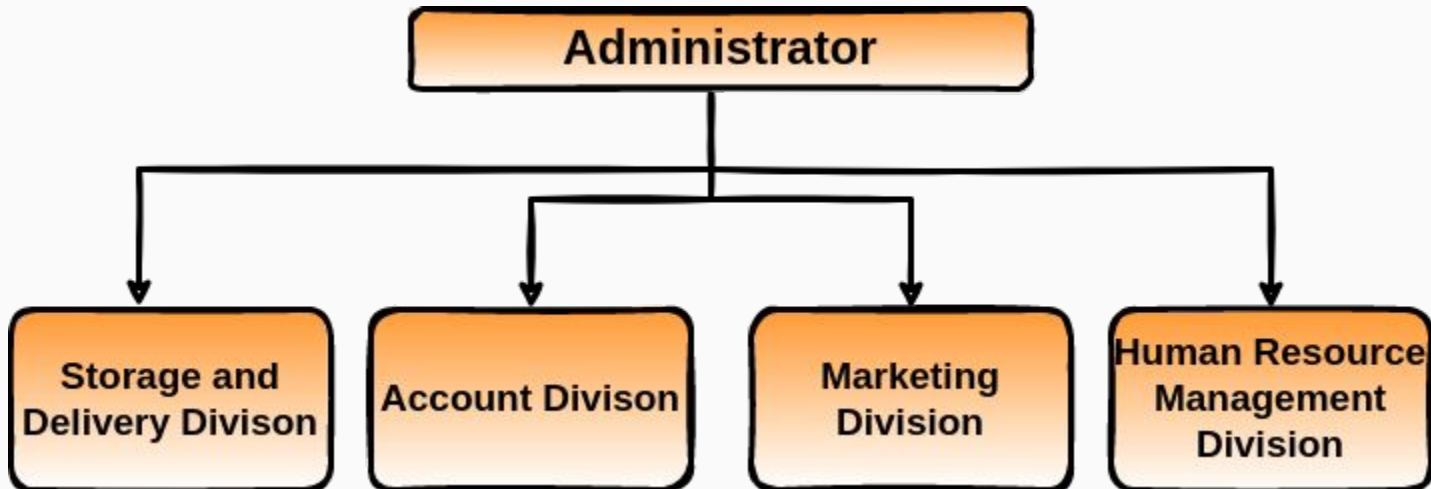 Administrator
Storage and
Delivery Divison
Account Divison
Marketing
Division
Human Resource
Management
Division